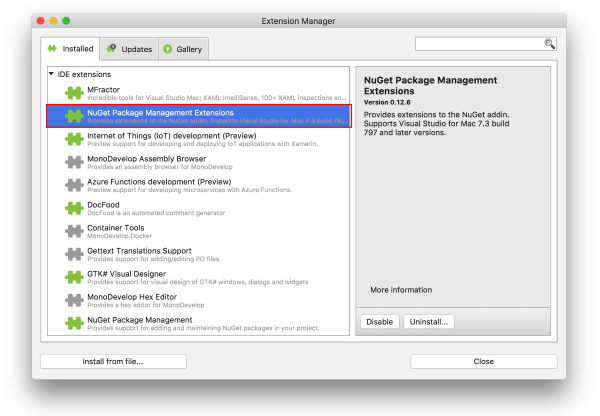 Extension Manager
Installed
Updates
Gallery
IDE extensions
MFractor
Incredible tools for Visual Studio Mac; XAML IntelliSense, 100+ XAML inspections an...
NuGet Package Management Extensions
Provides extensions to the NuGet addin. Supports Visual Studio for Mac 7.3 build 79...
Internet of Things (IoT) development (Preview)
Preview support for developing and deploying IoT applications with Xamarin.
MonoDevelop Assembly Browser
Provides an assembly browser for MonoDevelop
Azure Functions development (Preview)
Preview support for developing microservices with Azure Functions.
DocFood
DocFood is an automated comment generator
Container Tools
MonoDevelop.Docker
Gettext Translations Support
Provides support for adding/editing PO files
GTK# Visual Designer
Provides support for visual design of GTK# windows, dialogs and widgets
MonoDevelop Hex Editor
Provides a hex editor for MonoDevelop
NuGet Package Management
Provides support for adding and maintaining NuGet packages in your project.
NuGet Package Management
Extensions
Version 0.12.6
Provides extensions to the NuGet addin.
Supports Visual Studio for Mac 7.3 build
797 and later versions.
More information
Disable
Uninstall...
Install from file...
Close